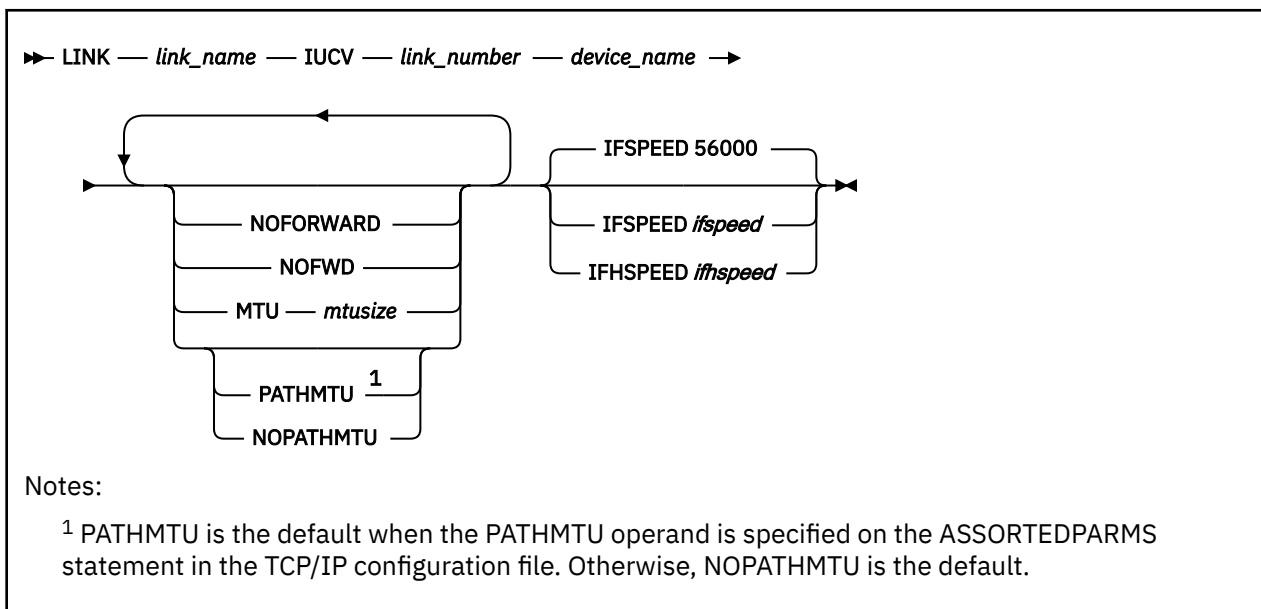 LINK link_name IUCV link_number device_name
IFSPEED 56000
NOFORWARD
IFSPEED ifspeed
NOFWD
IFHSPEED ifhspeed
MTU mtusize
PATHMTU 1
NOPATHMTU
Notes:
1 PATHMTU is the default when the PATHMTU operand is specified on the ASSORTEDPARMS
statement in the TCP/IP configuration file. Otherwise, NOPATHMTU is the default.